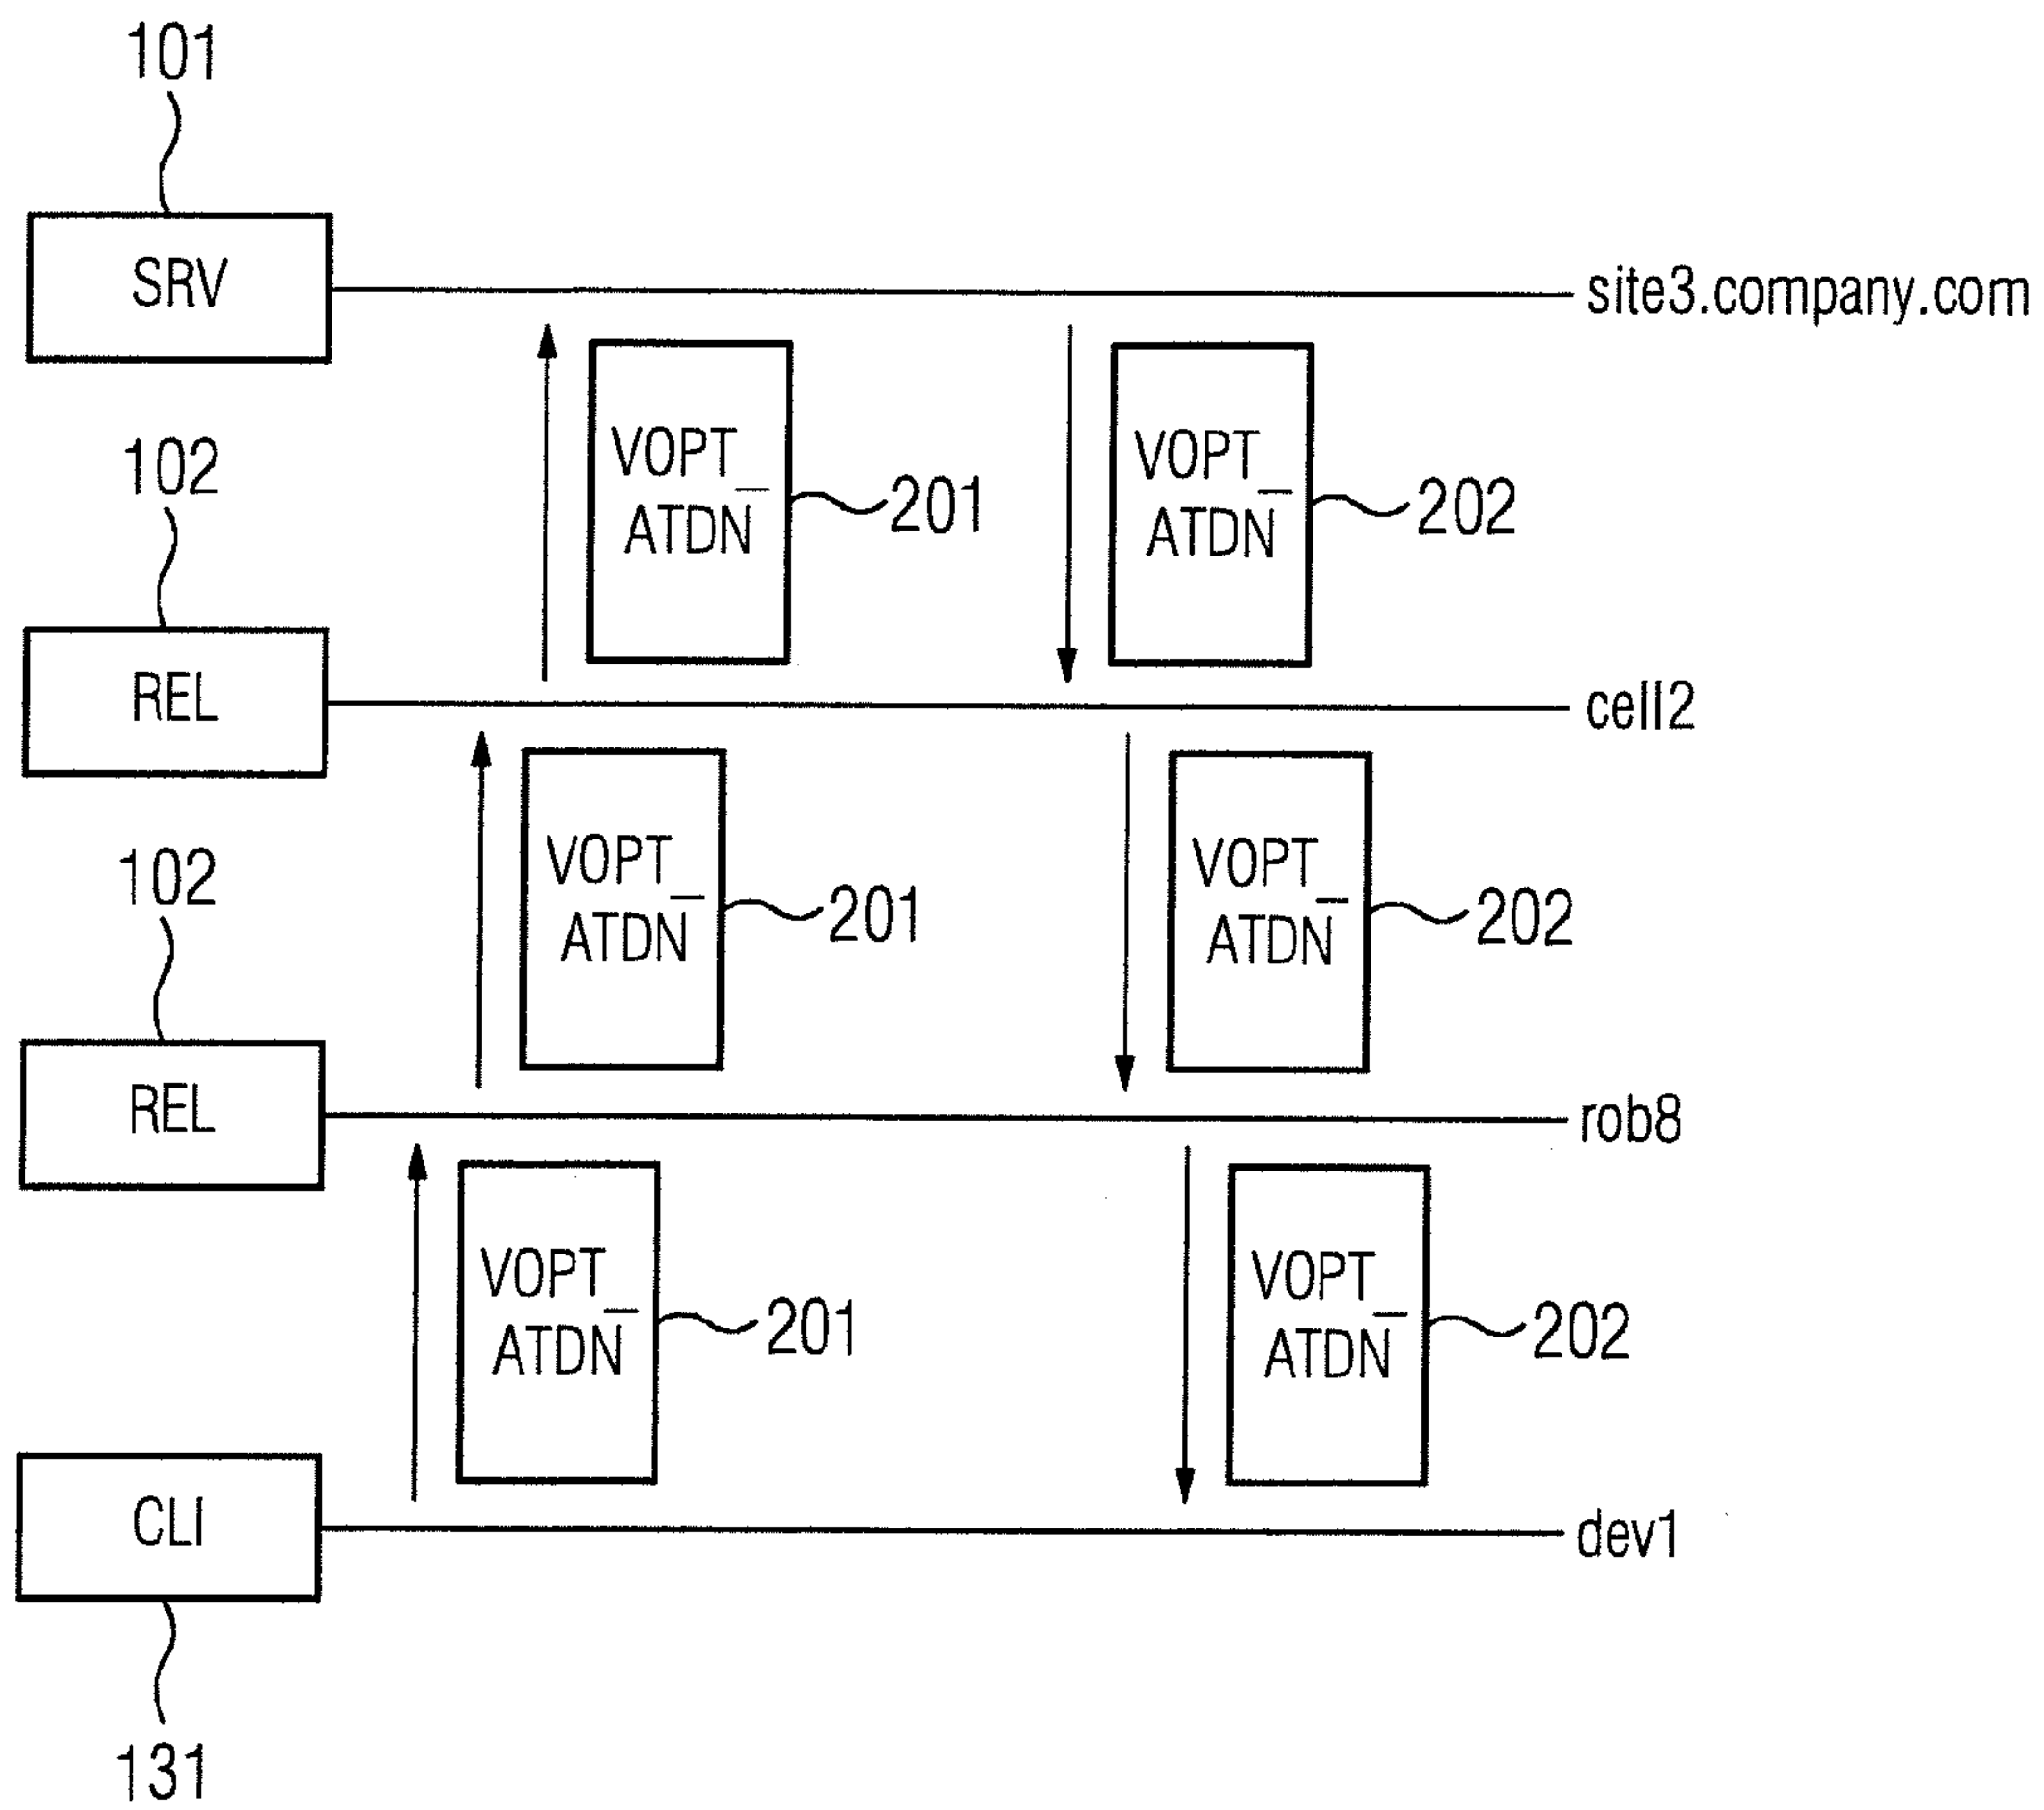 101
SRV
site3.company.com
VOPT_
ATDN
201
VOPT_
ATDN
202
102
REL
cell2
VOPT_
ATDN
201
VOPT_
ATDN
202
102
REL
rob8
VOPT_
ATDN
201
VOPT_
ATDN
202
CLI
dev1
131